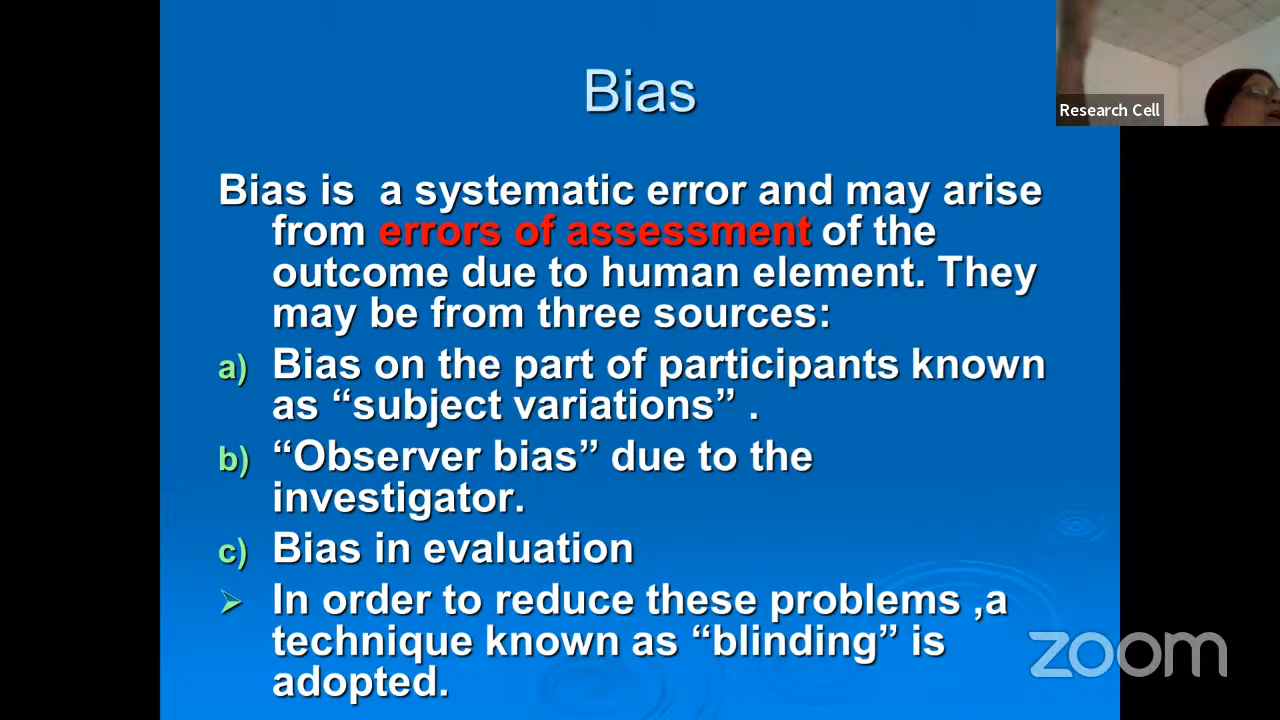 Bias
Research Cell
Bias is a systematic error and may arise
from errors of assessment of the
outcome due to human element. They
may be from three sources:
a) Bias on the part of participants known
as “subject variations” .
b) “Observer bias” due to the
investigator.
c) Bias in evaluation
➢ In order to reduce these problems ,a
technique known as “blinding” is
adopted.
zoom